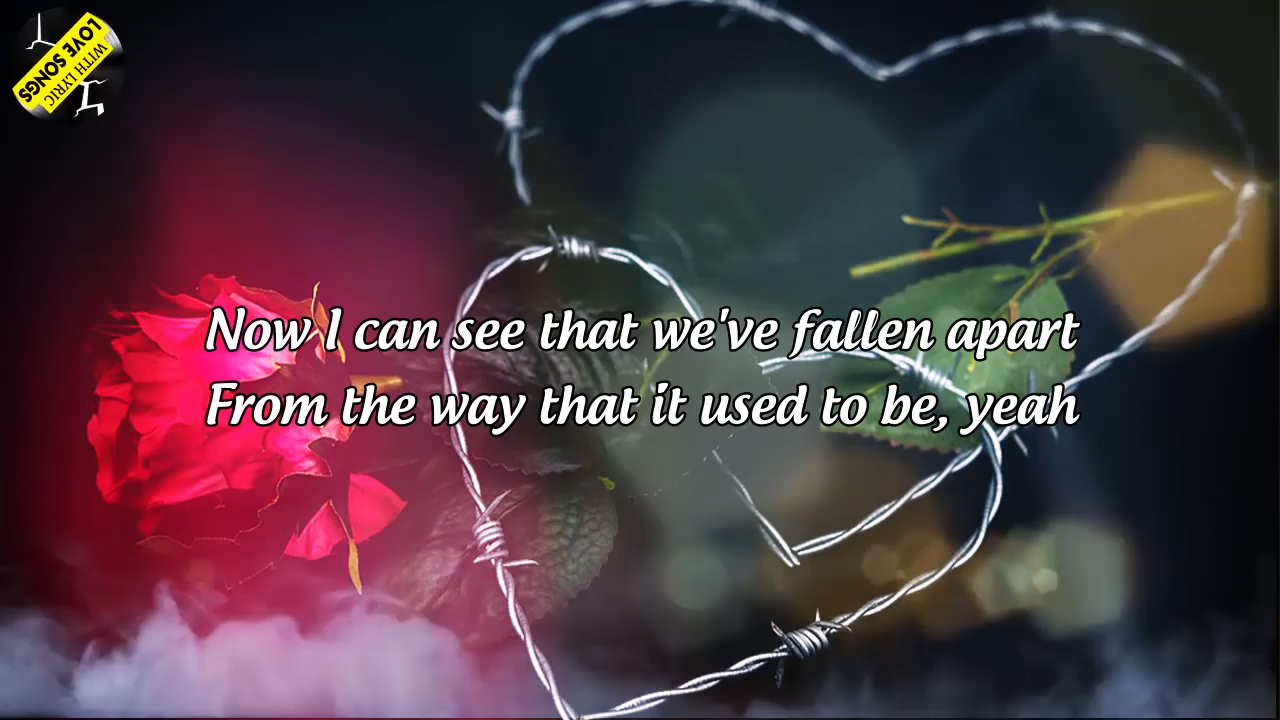 LOVE SONGS
WITH LYRIC
Now I can see that we've fallen apart
From the way that it used to be, yeah